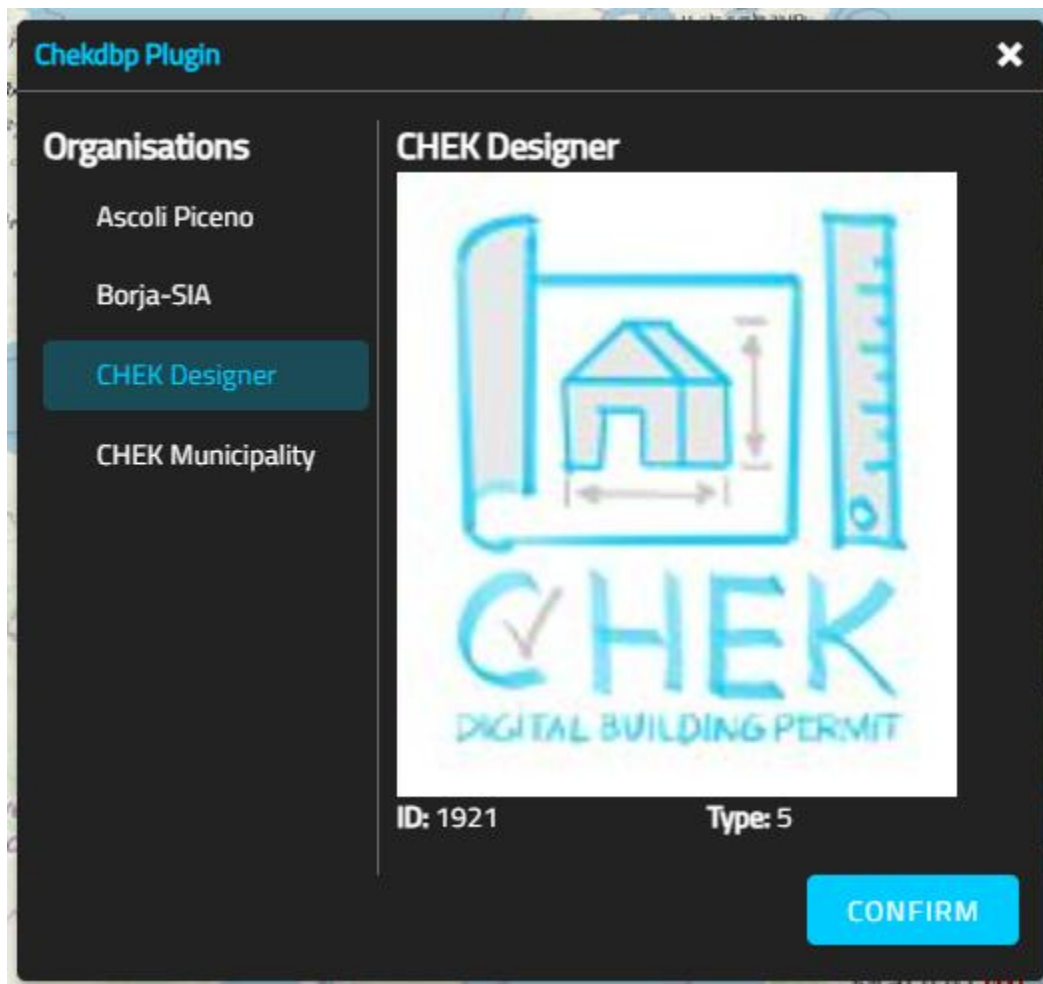 Chekdbp Plugin
Organisations
Ascoli Piceno
Borja-SIA
CHEK Designer
CHEK Municipality
CHEK Designer
CHEK
DIGITAL BUILDING PERMIT
ID: 1921
Type: 5
CONFIRM